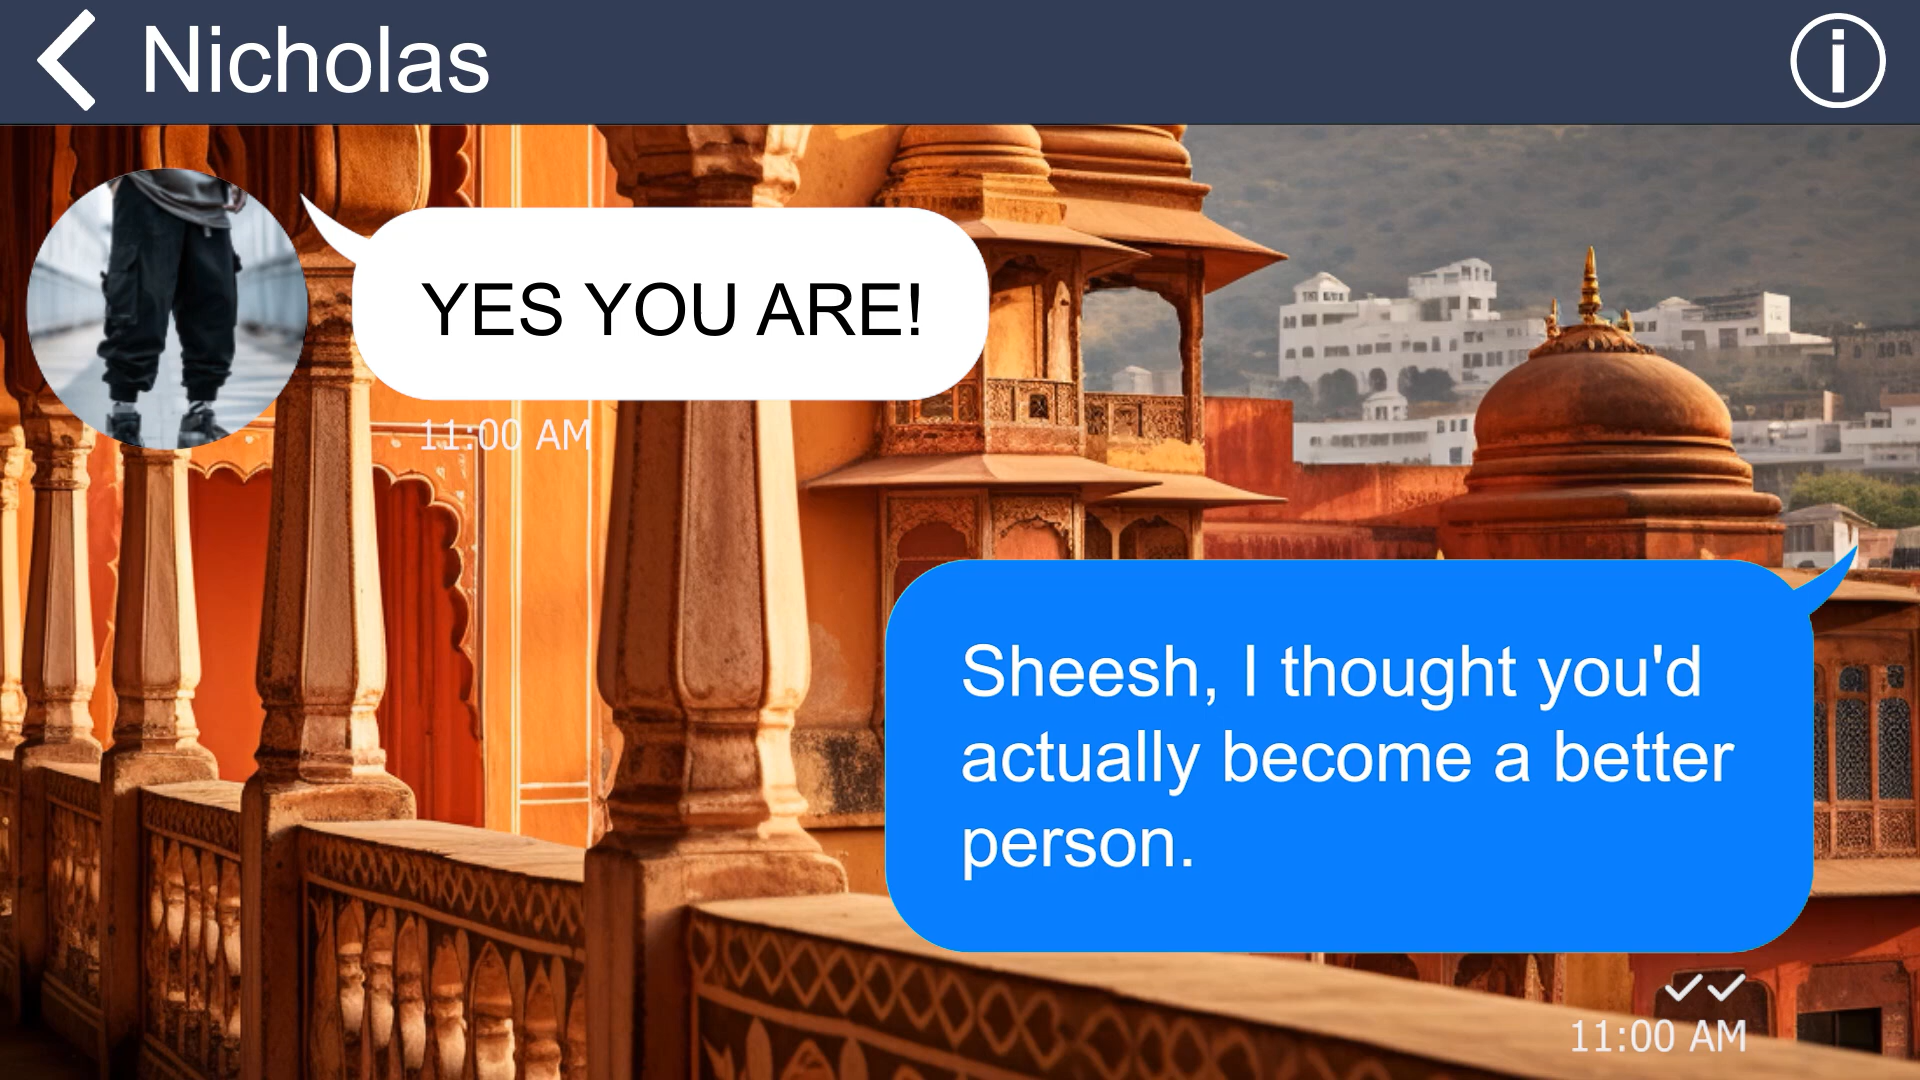 Nicholas
YES YOU ARE!
11:00 AM
Sheesh, I thought you'd
actually become a better
person.
11:00 AM